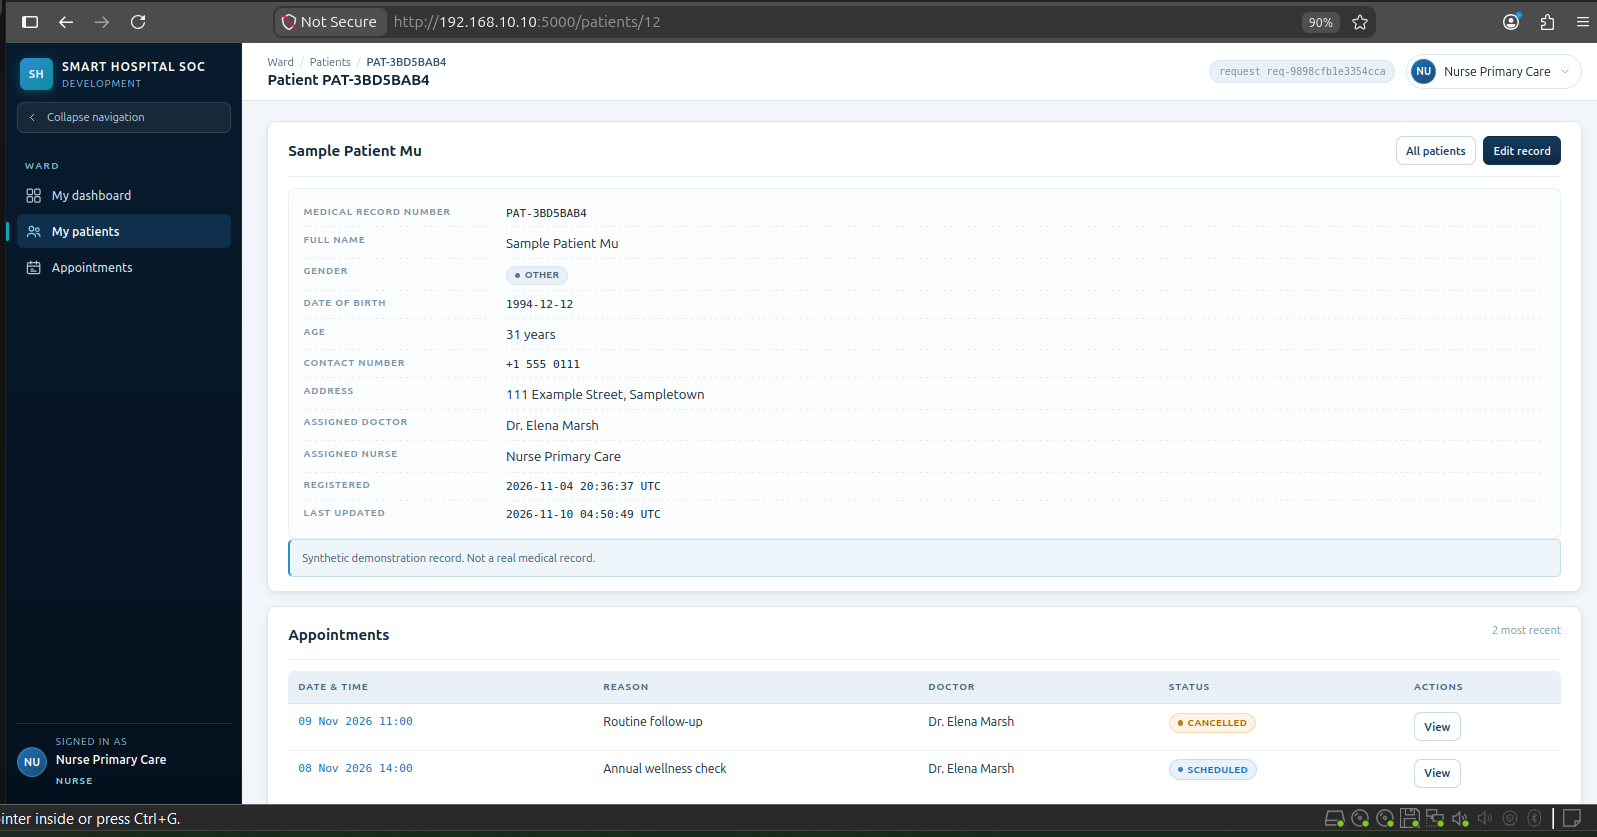 Not Secure
http://192.168.10.10:5000/patients/12
90%
SH
SMART HOSPITAL SOC
DEVELOPMENT
Collapse navigation
WARD
My dashboard
My patients
Appointments
SIGNED IN AS
NU
Nurse Primary Care
NURSE
Ward / Patients / PAT-3BD5BAB4
Patient PAT-3BD5BAB4
request req-9898cfb1e3354cca
NU
Nurse Primary Care
Sample Patient Mu
All patients
Edit record
MEDICAL RECORD NUMBER PAT-3BD5BAB4
FULL NAME Sample Patient Mu
GENDER OTHER
DATE OF BIRTH 1994-12-12
AGE 31 years
CONTACT NUMBER +1 555 0111
ADDRESS 111 Example Street, Sampletown
ASSIGNED DOCTOR Dr. Elena Marsh
ASSIGNED NURSE Nurse Primary Care
REGISTERED 2026-11-04 20:36:37 UTC
LAST UPDATED 2026-11-10 04:50:49 UTC
Synthetic demonstration record. Not a real medical record.
Appointments
2 most recent
DATE & TIME REASON DOCTOR STATUS ACTIONS
09 Nov 2026 11:00 Routine follow-up Dr. Elena Marsh CANCELLED View
08 Nov 2026 14:00 Annual wellness check Dr. Elena Marsh SCHEDULED View
inter inside or press Ctrl+G.